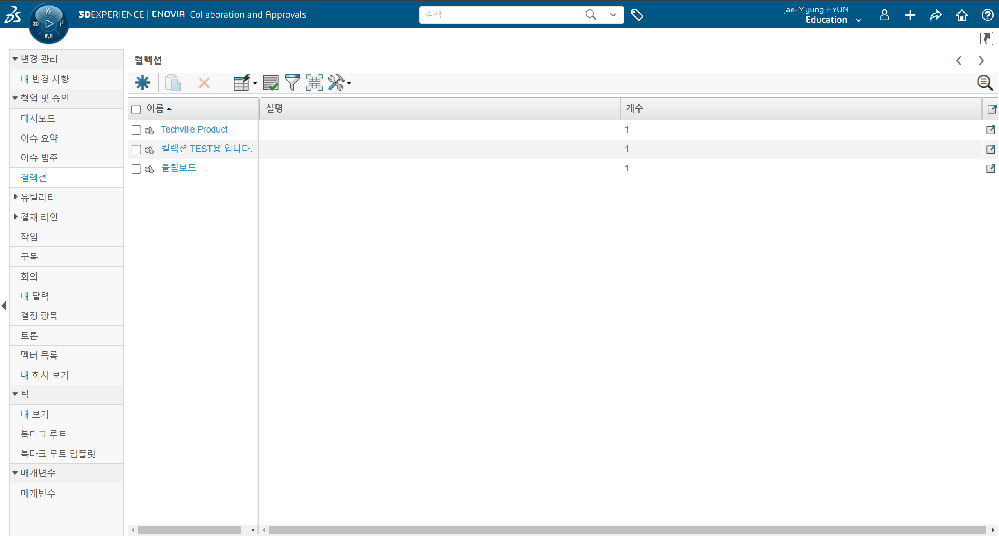 3DEXPERIENCE | ENOVIA Collaboration and Approvals
검색
Jae-Myung HYUN
Education
3D
V.R
변경 관리
내 변경 사항
협업 및 승인
대시보드
이슈 요약
이슈 범주
컬렉션
유틸리티
결재 라인
작업
구독
회의
내 달력
결정 항목
토론
멤버 목록
내 회사 보기
팀
내 보기
북마크 루트
북마크 루트 템플릿
매개변수
매개변수
컬렉션
이름 설명 개수
Techville Product 1
컬렉션 TEST용 입니다. 1
클립보드 1